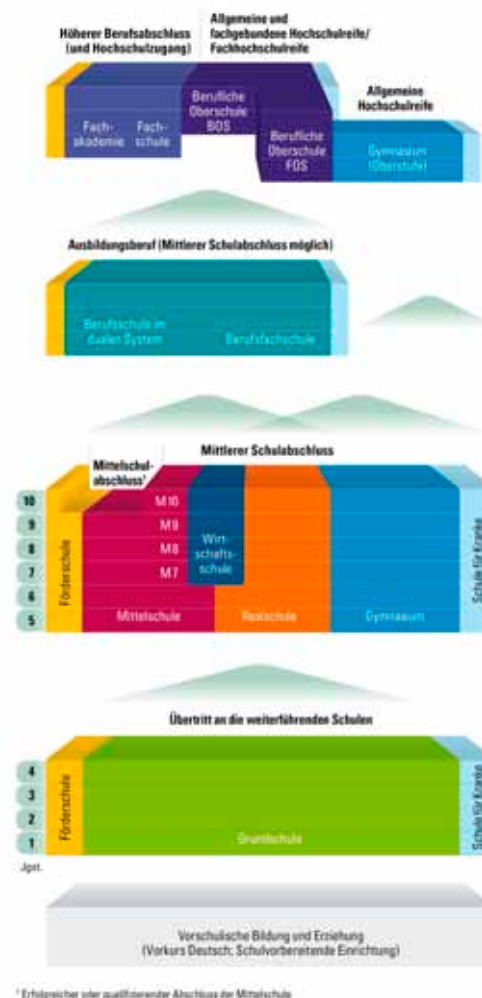 Höherer Berufsabschluss
(und Hochschulzugang)
Allgemeine und
fachgebundene Hochschulreife/
Fachhochschulreife
Allgemeine
Hochschulreife
Fach-
akademie
Fach-
schule
Berufliche
Oberschule
BOS
Berufliche
Oberschule
FOS
Gymnasium
(Oberstufe)
Ausbildungsberuf (Mittlerer Schulabschluss möglich)
Berufsschule im
dualen System
Berufsfachschule
Mittlerer Schulabschluss
Mittelschul-
abschluss¹
10
9
8
7
6
5
Förderschule
M10
M9
M8
M7
Mittelschule
Wirt-
schafts-
schule
Realschule
Gymnasium
Schule für Kranke
Übertritt an die weiterführenden Schulen
4
3
2
1
Jgst.
Förderschule
Grundschule
Schule für Kranke
Vorschulische Bildung und Erziehung
(Vorkurs Deutsch, Schulvorbereitende Einrichtung)
¹ Erfolgreicher oder qualifizierender Abschluss der Mittelschule